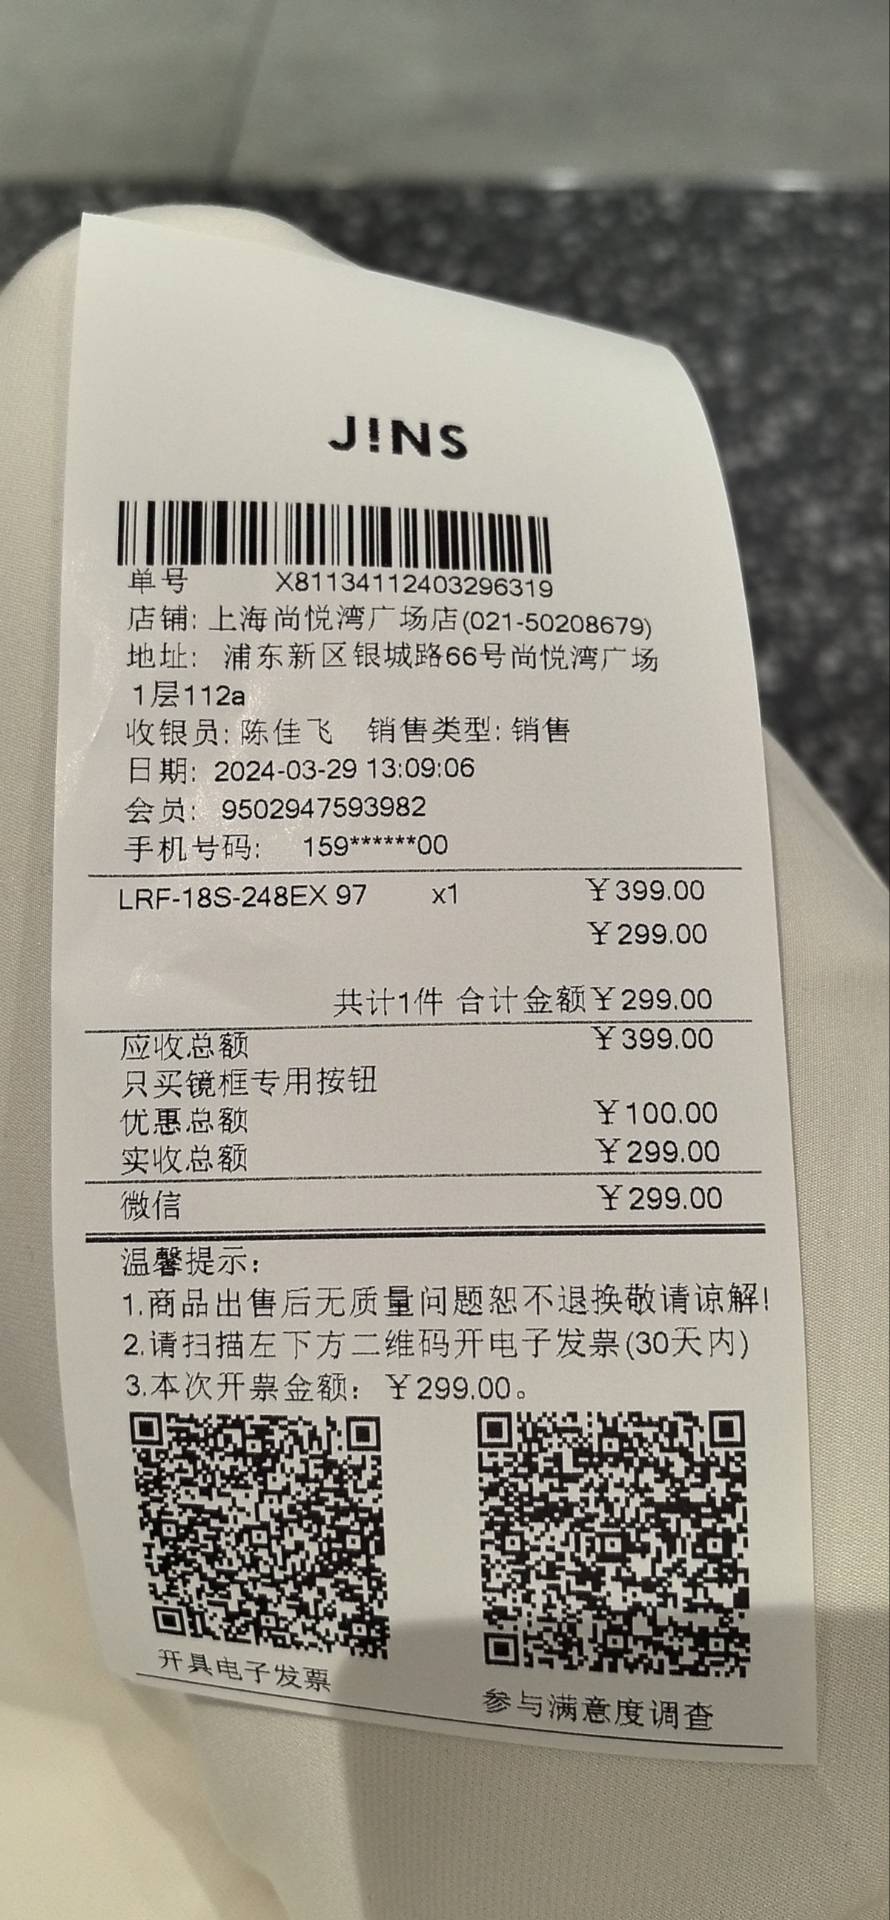 J!NS
单号 X81134112403296319
店铺: 上海尚悦湾广场店(021-50208679)
地址: 浦东新区银城路66号尚悦湾广场
1层112a
收银员: 陈佳飞 销售类型: 销售
日期: 2024-03-29 13:09:06
会员: 9502947593982
手机号码: 159******00
LRF-18S-248EX 97 x1 ¥399.00
¥299.00
共计1件 合计金额¥299.00
应收总额 ¥399.00
只买镜框专用按钮
优惠总额 ¥100.00
实收总额 ¥299.00
微信 ¥299.00
温馨提示:
1.商品出售后无质量问题恕不退换敬请谅解!
2.请扫描左下方二维码开电子发票(30天内)
3.本次开票金额: ¥299.00。
开具电子发票
参与满意度调查